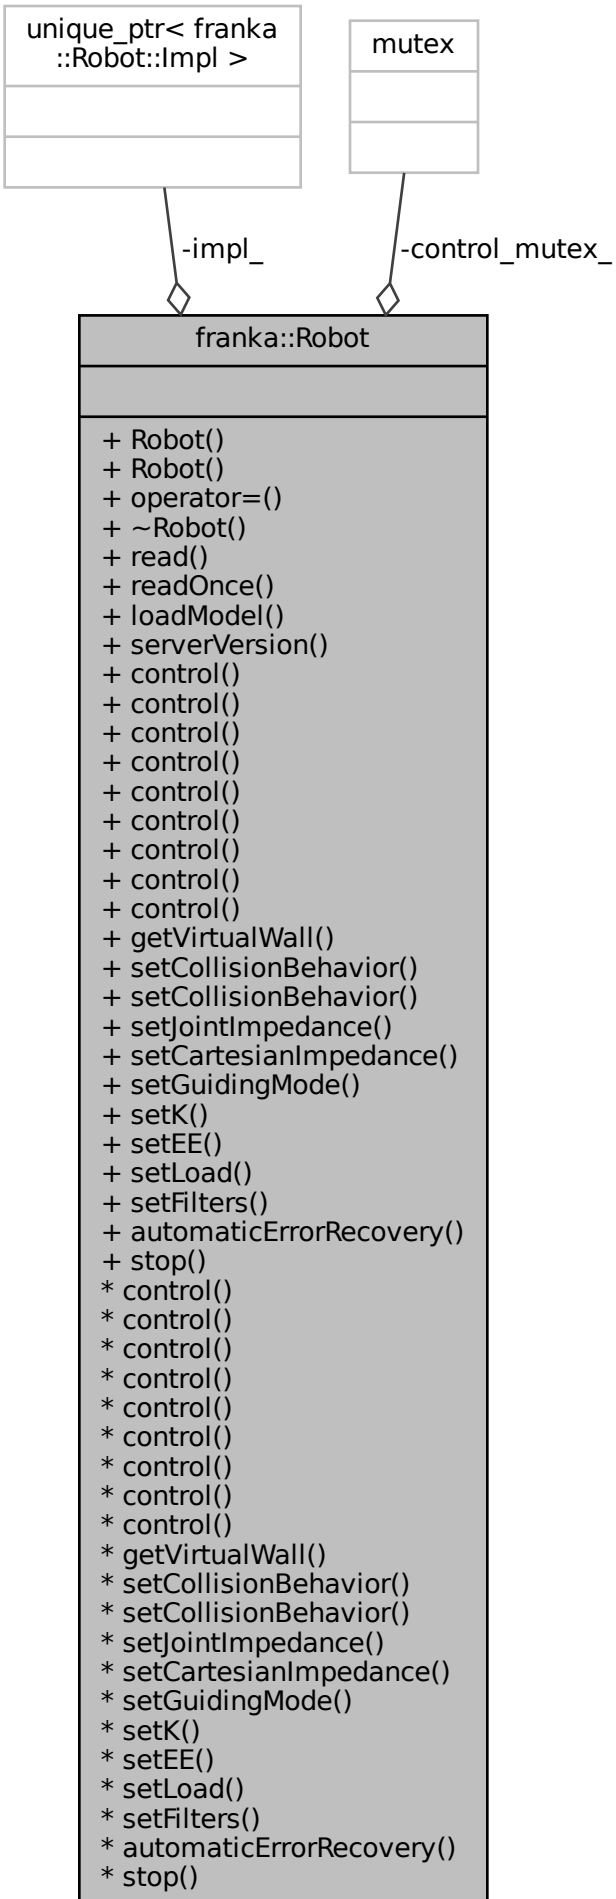 unique_ptr< franka
::Robot::Impl >
mutex
-impl_
-control_mutex_
franka::Robot
+ Robot()
+ Robot()
+ operator=()
+ ~Robot()
+ read()
+ readOnce()
+ loadModel()
+ serverVersion()
+ control()
+ control()
+ control()
+ control()
+ control()
+ control()
+ control()
+ control()
+ control()
+ getVirtualWall()
+ setCollisionBehavior()
+ setCollisionBehavior()
+ setJointImpedance()
+ setCartesianImpedance()
+ setGuidingMode()
+ setK()
+ setEE()
+ setLoad()
+ setFilters()
+ automaticErrorRecovery()
+ stop()
* control()
* control()
* control()
* control()
* control()
* control()
* control()
* control()
* control()
* getVirtualWall()
* setCollisionBehavior()
* setCollisionBehavior()
* setJointImpedance()
* setCartesianImpedance()
* setGuidingMode()
* setK()
* setEE()
* setLoad()
* setFilters()
* automaticErrorRecovery()
* stop()